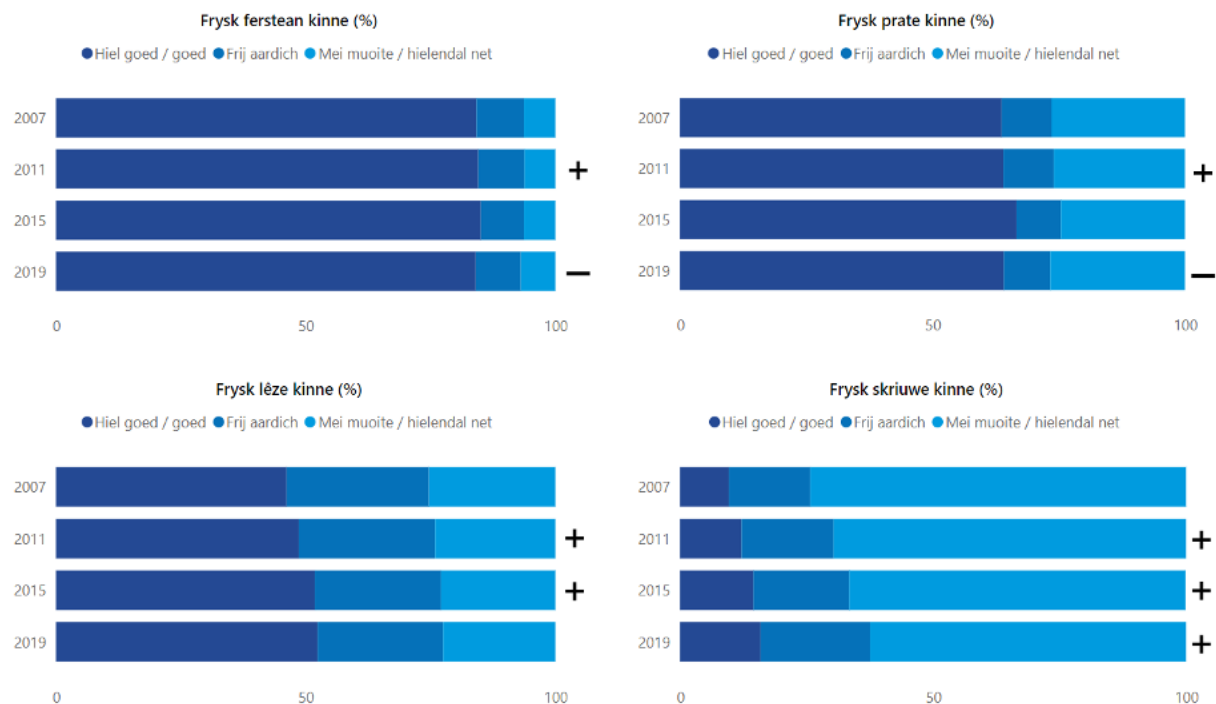 Frysk ferstean kinne (%)
Hiel goed / goed Frij aardich Mei muoite / hielendal net
2007
2011 +
2015
2019 —
0 50 100
Frysk prate kinne (%)
Hiel goed / goed Frij aardich Mei muoite / hielendal net
2007
2011 +
2015
2019 —
0 50 100
Frysk lêze kinne (%)
Hiel goed / goed Frij aardich Mei muoite / hielendal net
2007
2011 +
2015 +
2019
0 50 100
Frysk skriuwe kinne (%)
Hiel goed / goed Frij aardich Mei muoite / hielendal net
2007
2011 +
2015 +
2019 +
0 50 100